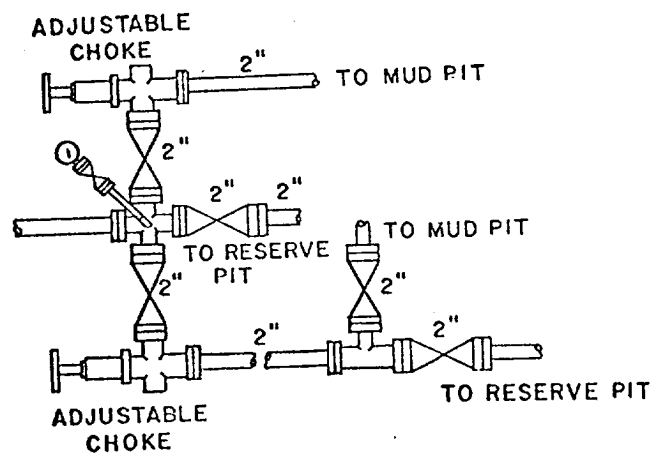 ADJUSTABLE
CHOKE
2"
TO MUD PIT
2"
2"
2"
TO RESERVE
PIT
TO MUD PIT
2"
2"
2"
2"
TO RESERVE PIT
ADJUSTABLE
CHOKE